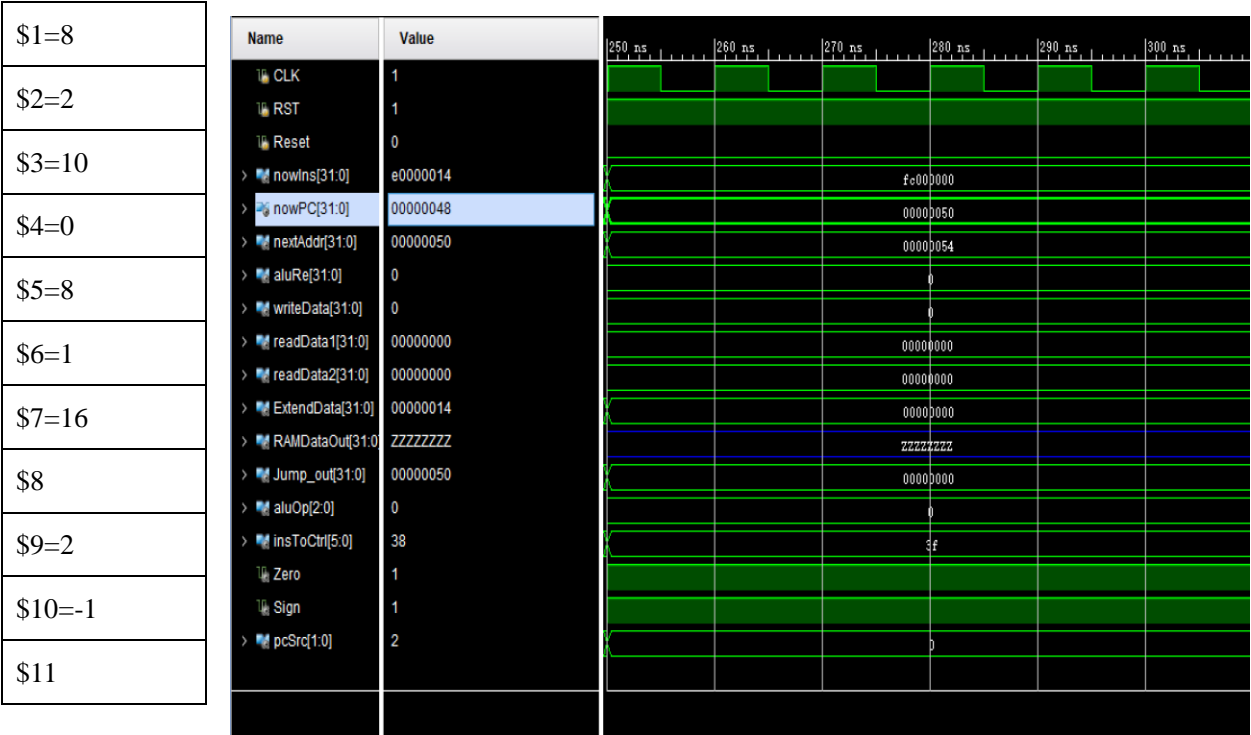 $1=8
$2=2
$3=10
$4=0
$5=8
$6=1
$7=16
$8
$9=2
$10=-1
$11
Name Value
250 ns 260 ns 270 ns 280 ns 290 ns 300 ns
CLK 1
RST 1
Reset 0
> nowIns[31:0] e0000014 fc000000
> nowPC[31:0] 00000048 00000050
> nextAddr[31:0] 00000050 00000054
> aluRe[31:0] 0 0
> writeData[31:0] 0 0
> readData1[31:0] 00000000 00000000
> readData2[31:0] 00000000 00000000
> ExtendData[31:0] 00000014 00000000
> RAMDataOut[31:0 ZZZZZZZZ ZZZZZZZZ
> Jump_out[31:0] 00000050 00000000
> aluOp[2:0] 0 0
> insToCtrl[5:0] 38 3f
Zero 1
Sign 1
> pcSrc[1:0] 2 0